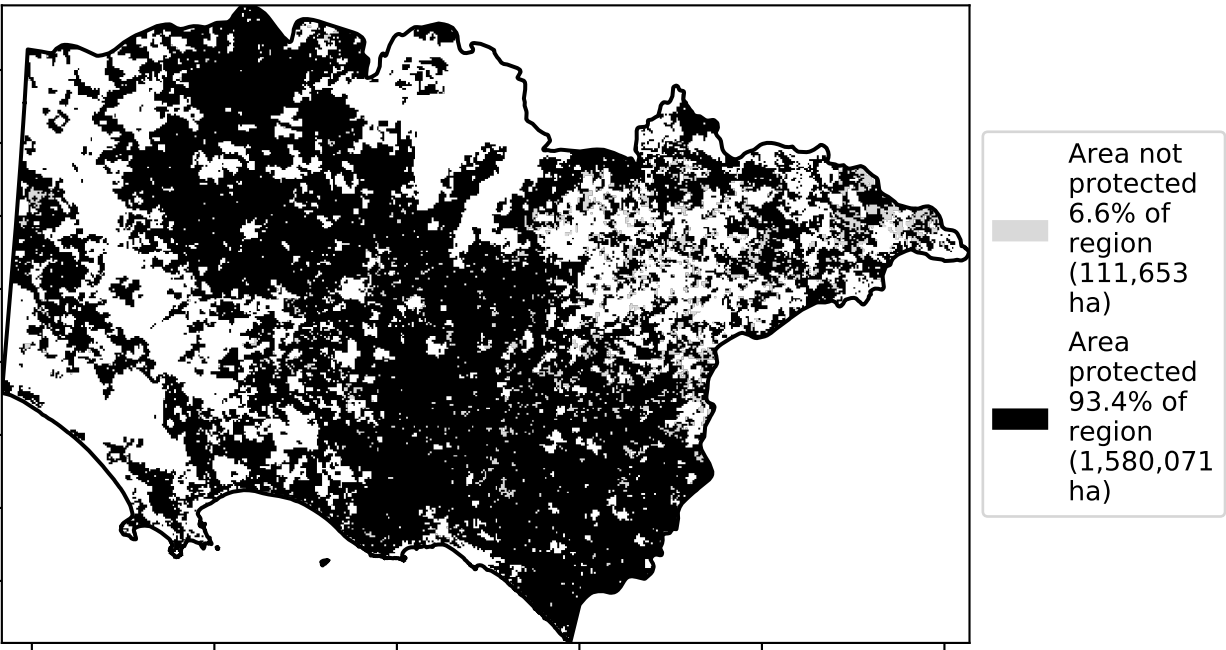 Area not
protected
6.6% of
region
(111,653
ha)
Area
protected
93.4% of
region
(1,580,071
ha)